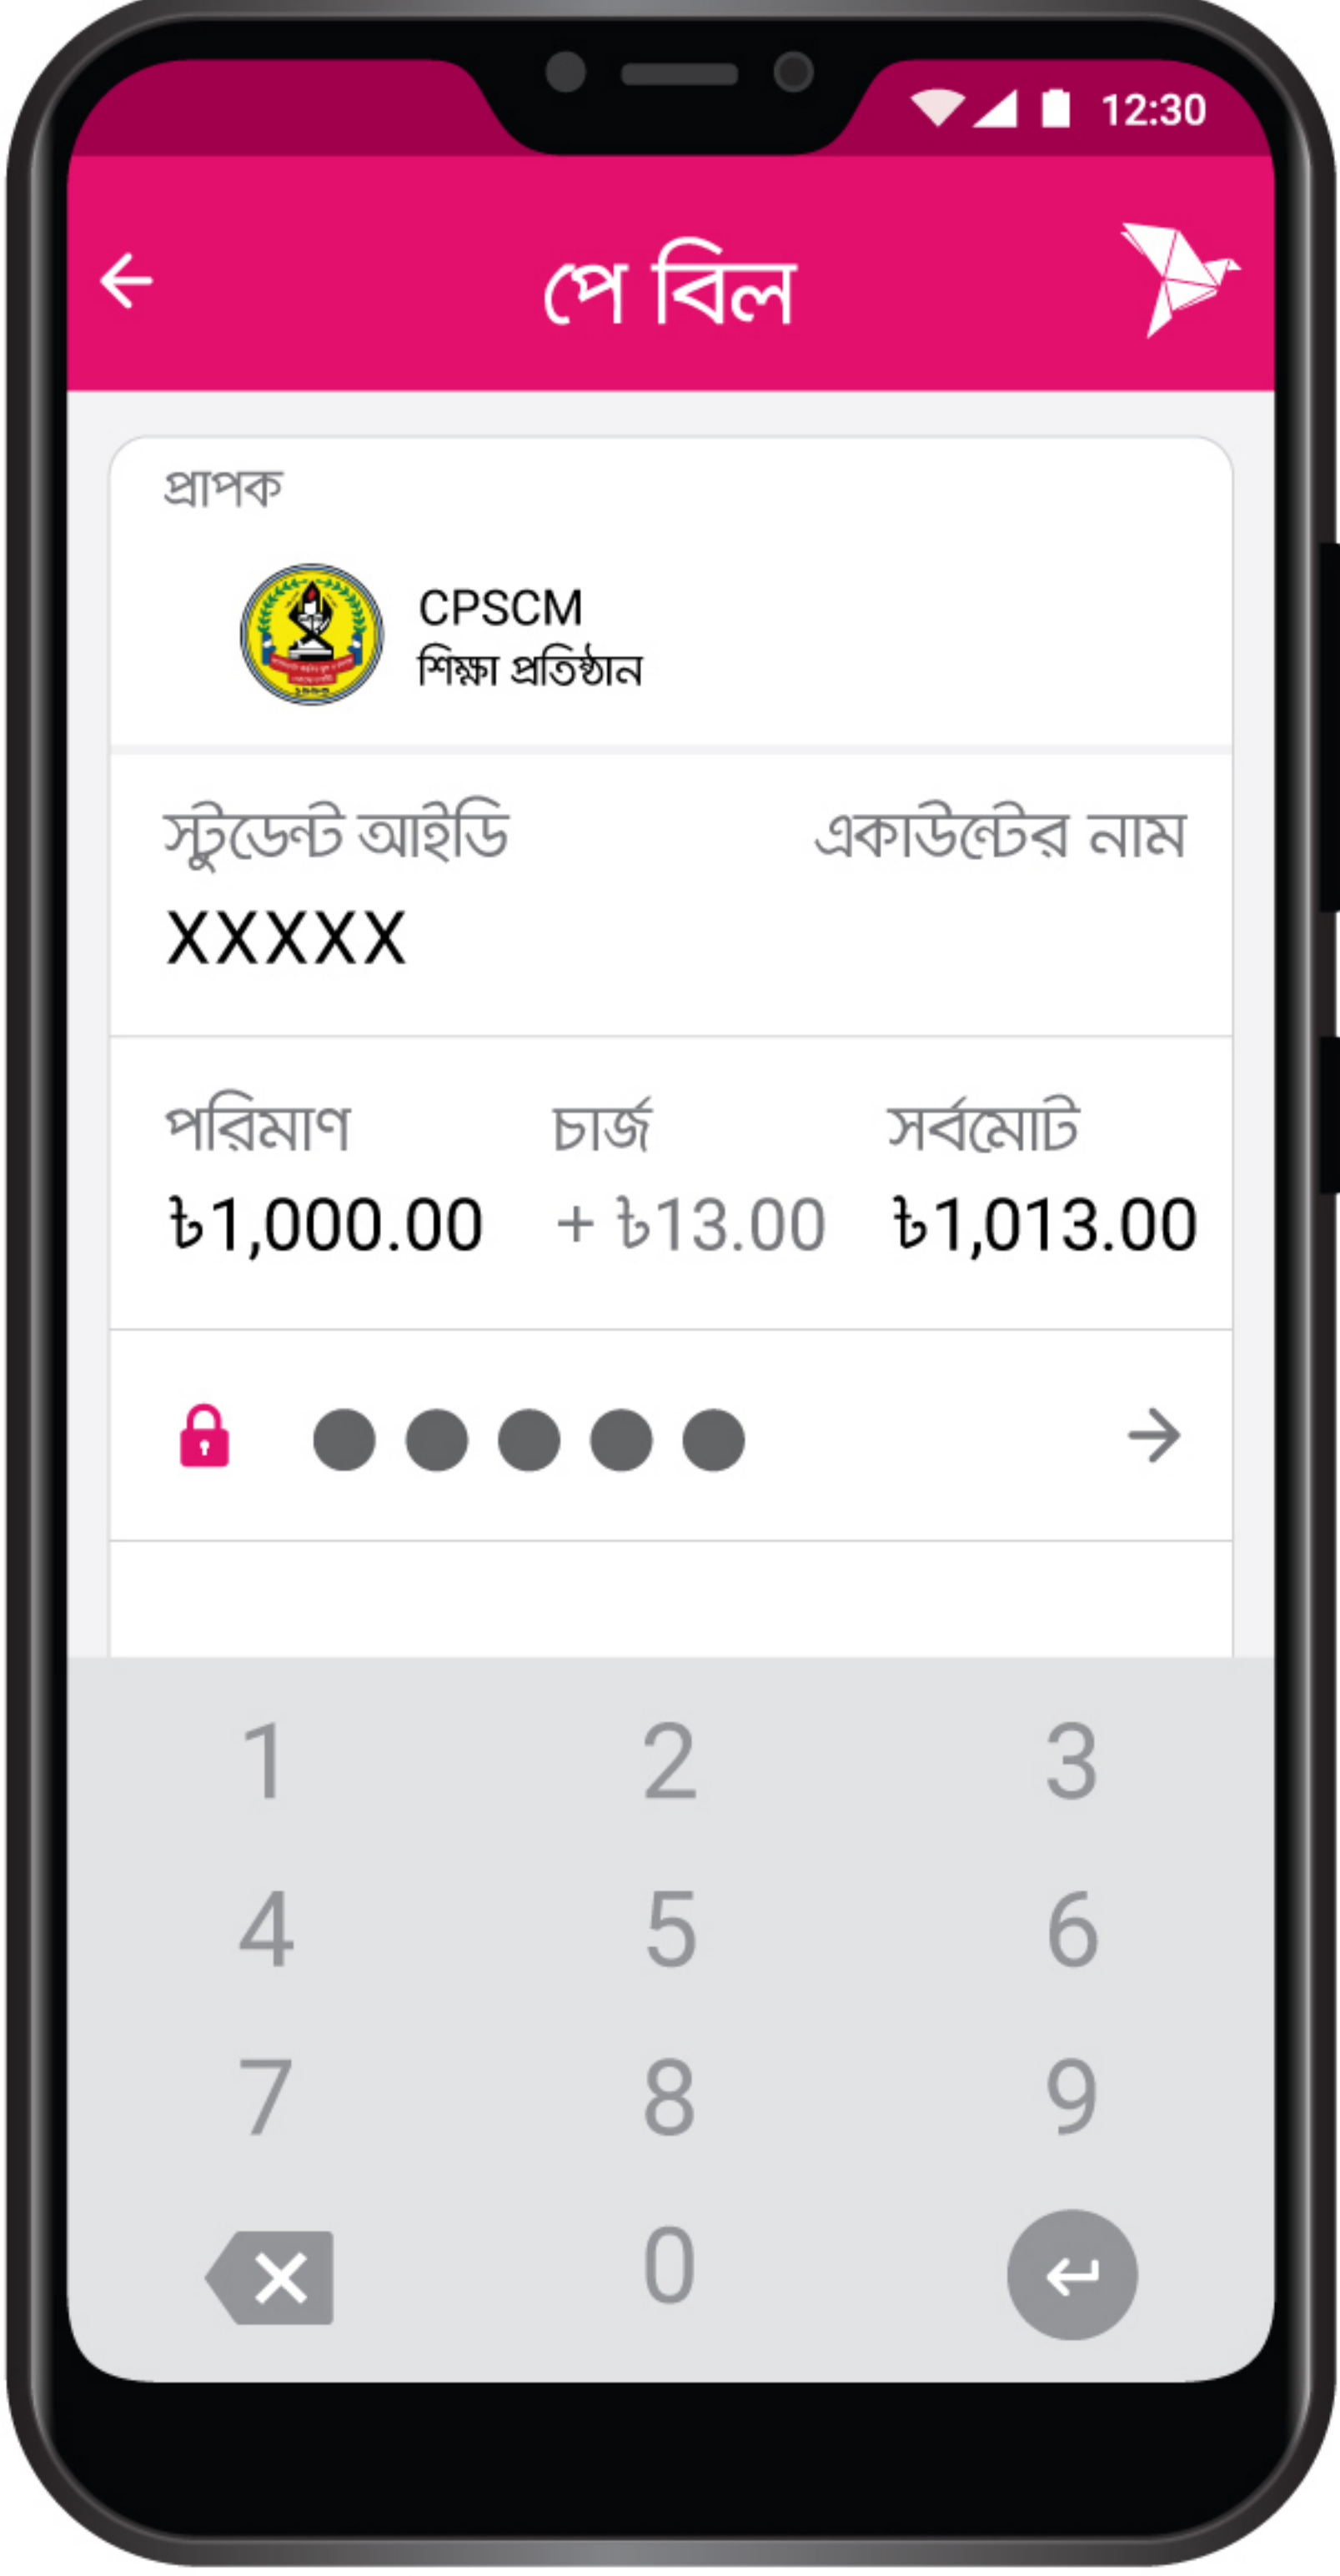 12:30
পে বিল
প্রাপক
CPSCM
শিক্ষা প্রতিষ্ঠান
স্টুডেন্ট আইডি একাউন্টের নাম
XXXXX
পরিমাণ চার্জ সর্বমোট
৳1,000.00 + ৳13.00 ৳1,013.00
1 2 3
4 5 6
7 8 9
0